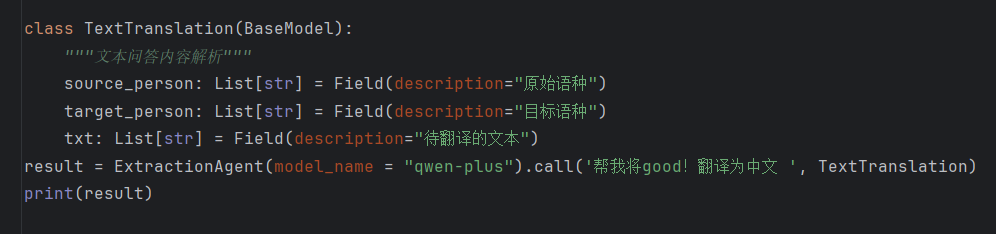 class TextTranslation(BaseModel):
    """文本问答内容解析"""
    source_person: List[str] = Field(description="原始语种")
    target_person: List[str] = Field(description="目标语种")
    txt: List[str] = Field(description="待翻译的文本")
result = ExtractionAgent(model_name = "qwen-plus").call('帮我将good！翻译为中文 ', TextTranslation)
print(result)